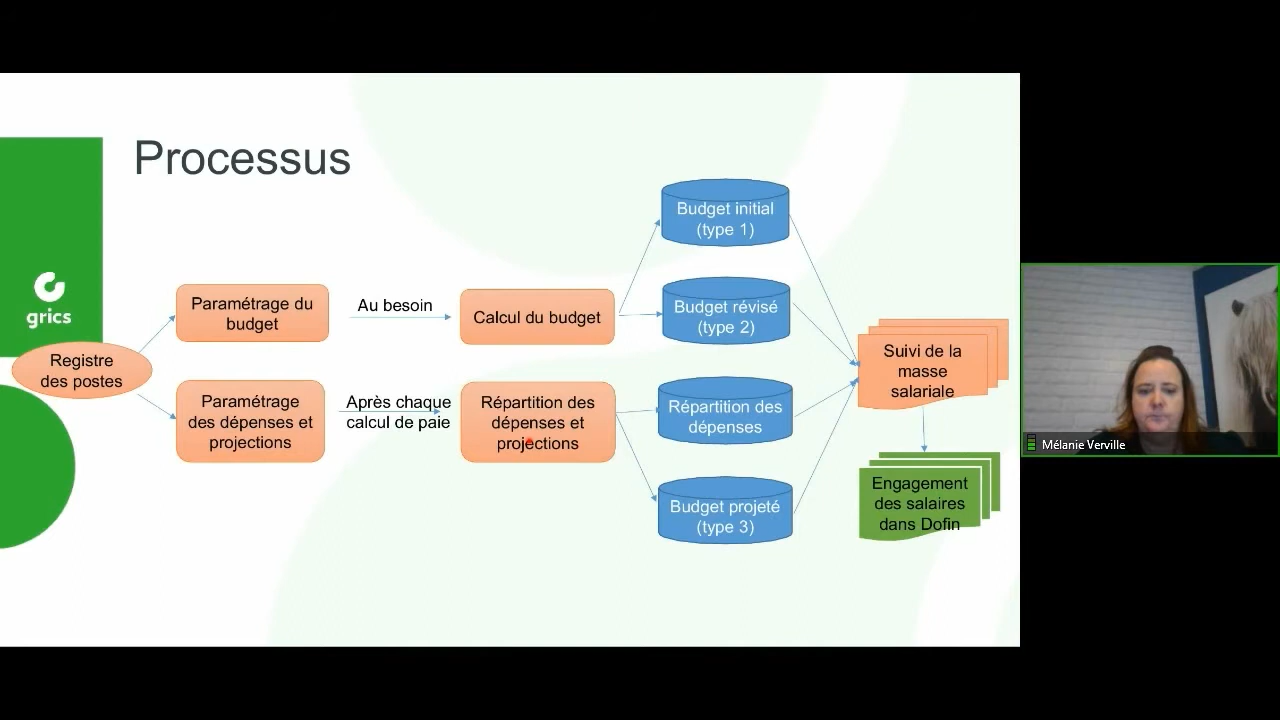 Processus
grics
Registre
des postes
Paramétrage du
budget
Au besoin
Calcul du budget
Budget initial
(type 1)
Budget révisé
(type 2)
Paramétrage
des dépenses et
projections
Après chaque
calcul de paie
Répartition des
dépenses et
projections
Répartition des
dépenses
Budget projeté
(type 3)
Suivi de la
masse
salariale
Engagement
des salaires
dans Dofin
Mélanie Verville